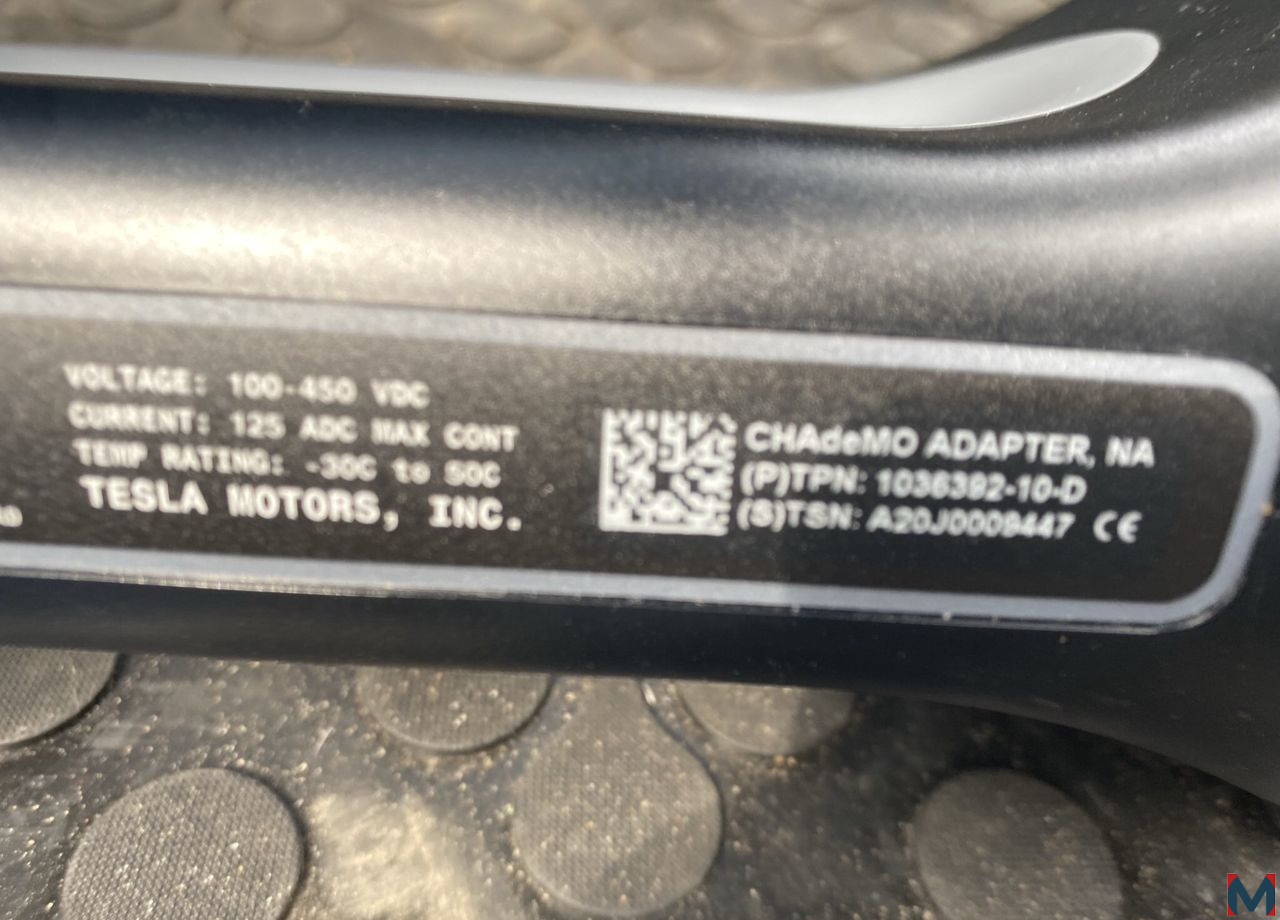 VOLTAGE: 100-450 VDC
CURRENT: 125 ADC MAX CONT
TEMP RATING: -30C to 50C
TESLA MOTORS, INC.
CHAdeMO ADAPTER, NA
(P)TPN: 1036392-10-D
(S)TSN: A20J0009447 CE
M